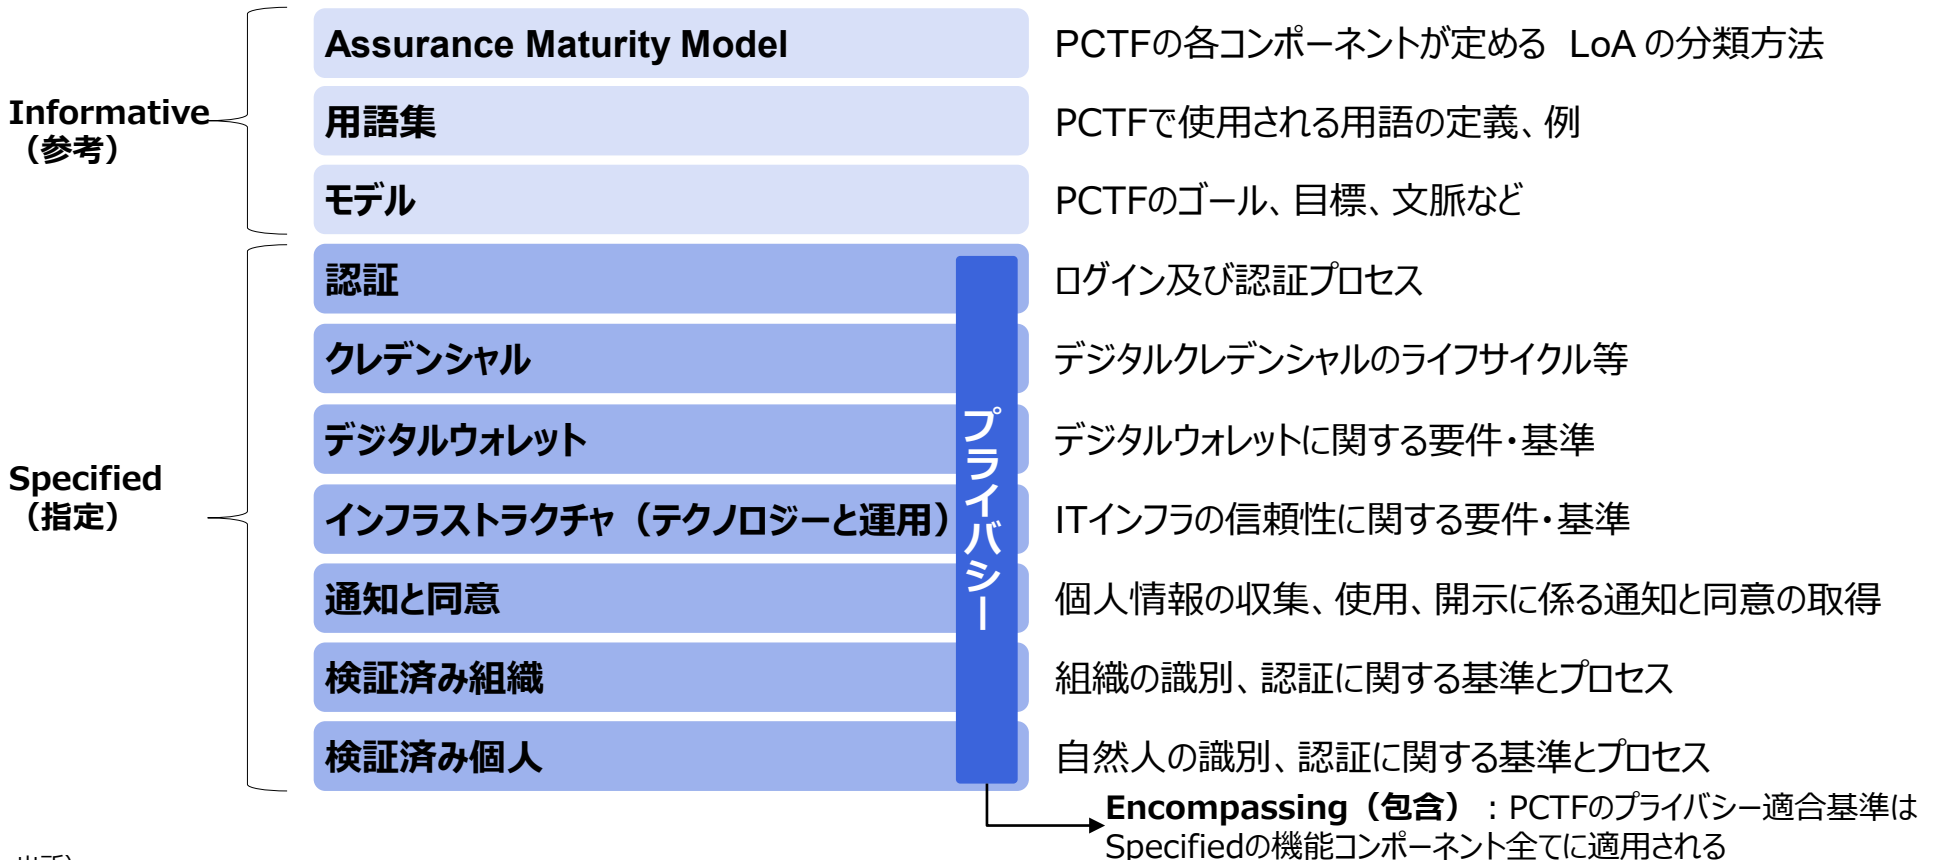 Assurance Maturity Model
PCTFの各コンポーネントが定める LoA の分類方法
Informative
（参考）
用語集
PCTFで使用される用語の定義、例
モデル
PCTFのゴール、目標、文脈など
認証
ログイン及び認証プロセス
クレデンシャル
デジタルクレデンシャルのライフサイクル等
デジタルウォレット
デジタルウォレットに関する要件・基準
Specified
（指定）
インフラストラクチャ（テクノロジーと運用）
ITインフラの信頼性に関する要件・基準
通知と同意
個人情報の収集、使用、開示に係る通知と同意の取得
検証済み組織
組織の識別、認証に関する基準とプロセス
検証済み個人
自然人の識別、認証に関する基準とプロセス
プライバシー
Encompassing（包含）：PCTFのプライバシー適合基準は
Specifiedの機能コンポーネント全てに適用される